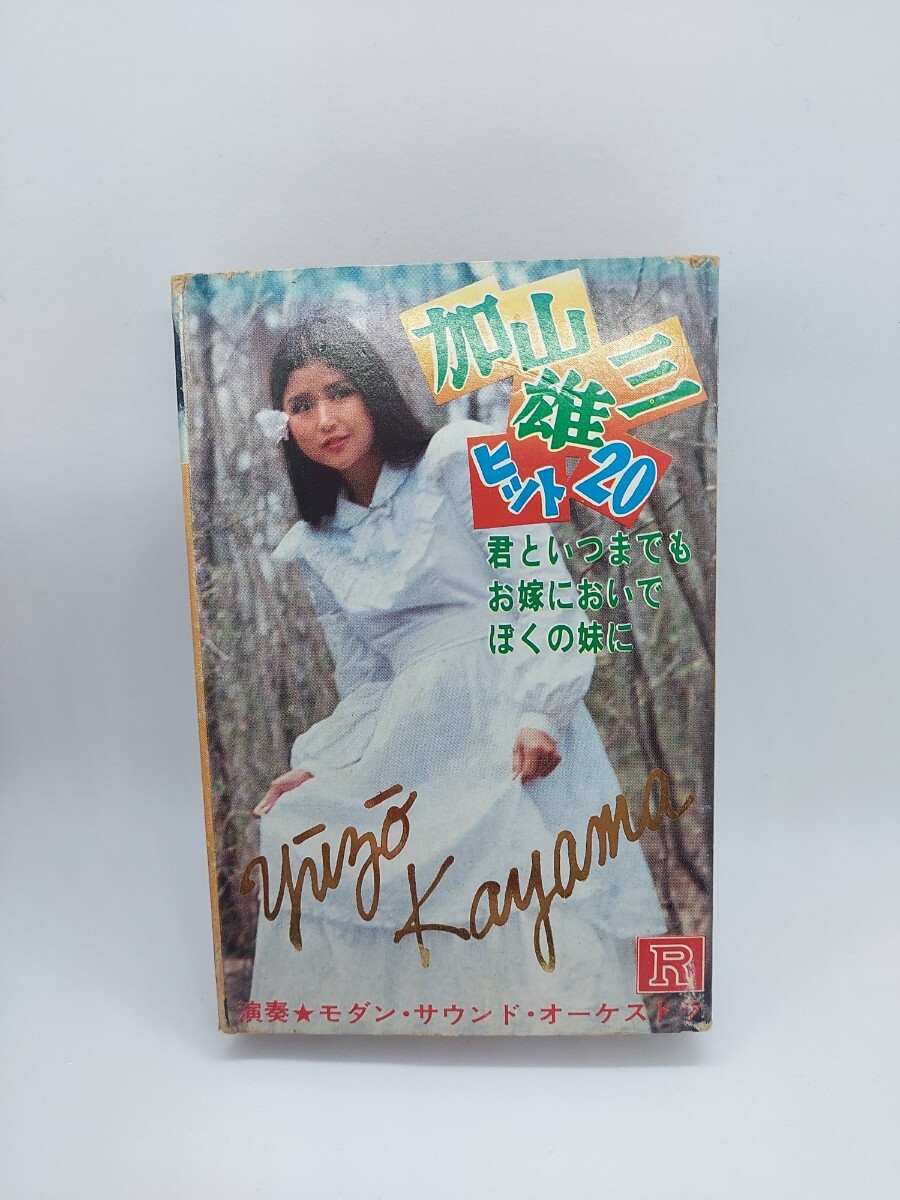 加山
雄三
ヒット20
君といつまでも
お嫁においで
ぼくの妹に
Yūzō
Kayama
R
演奏★モダン・サウンド・オーケストラ